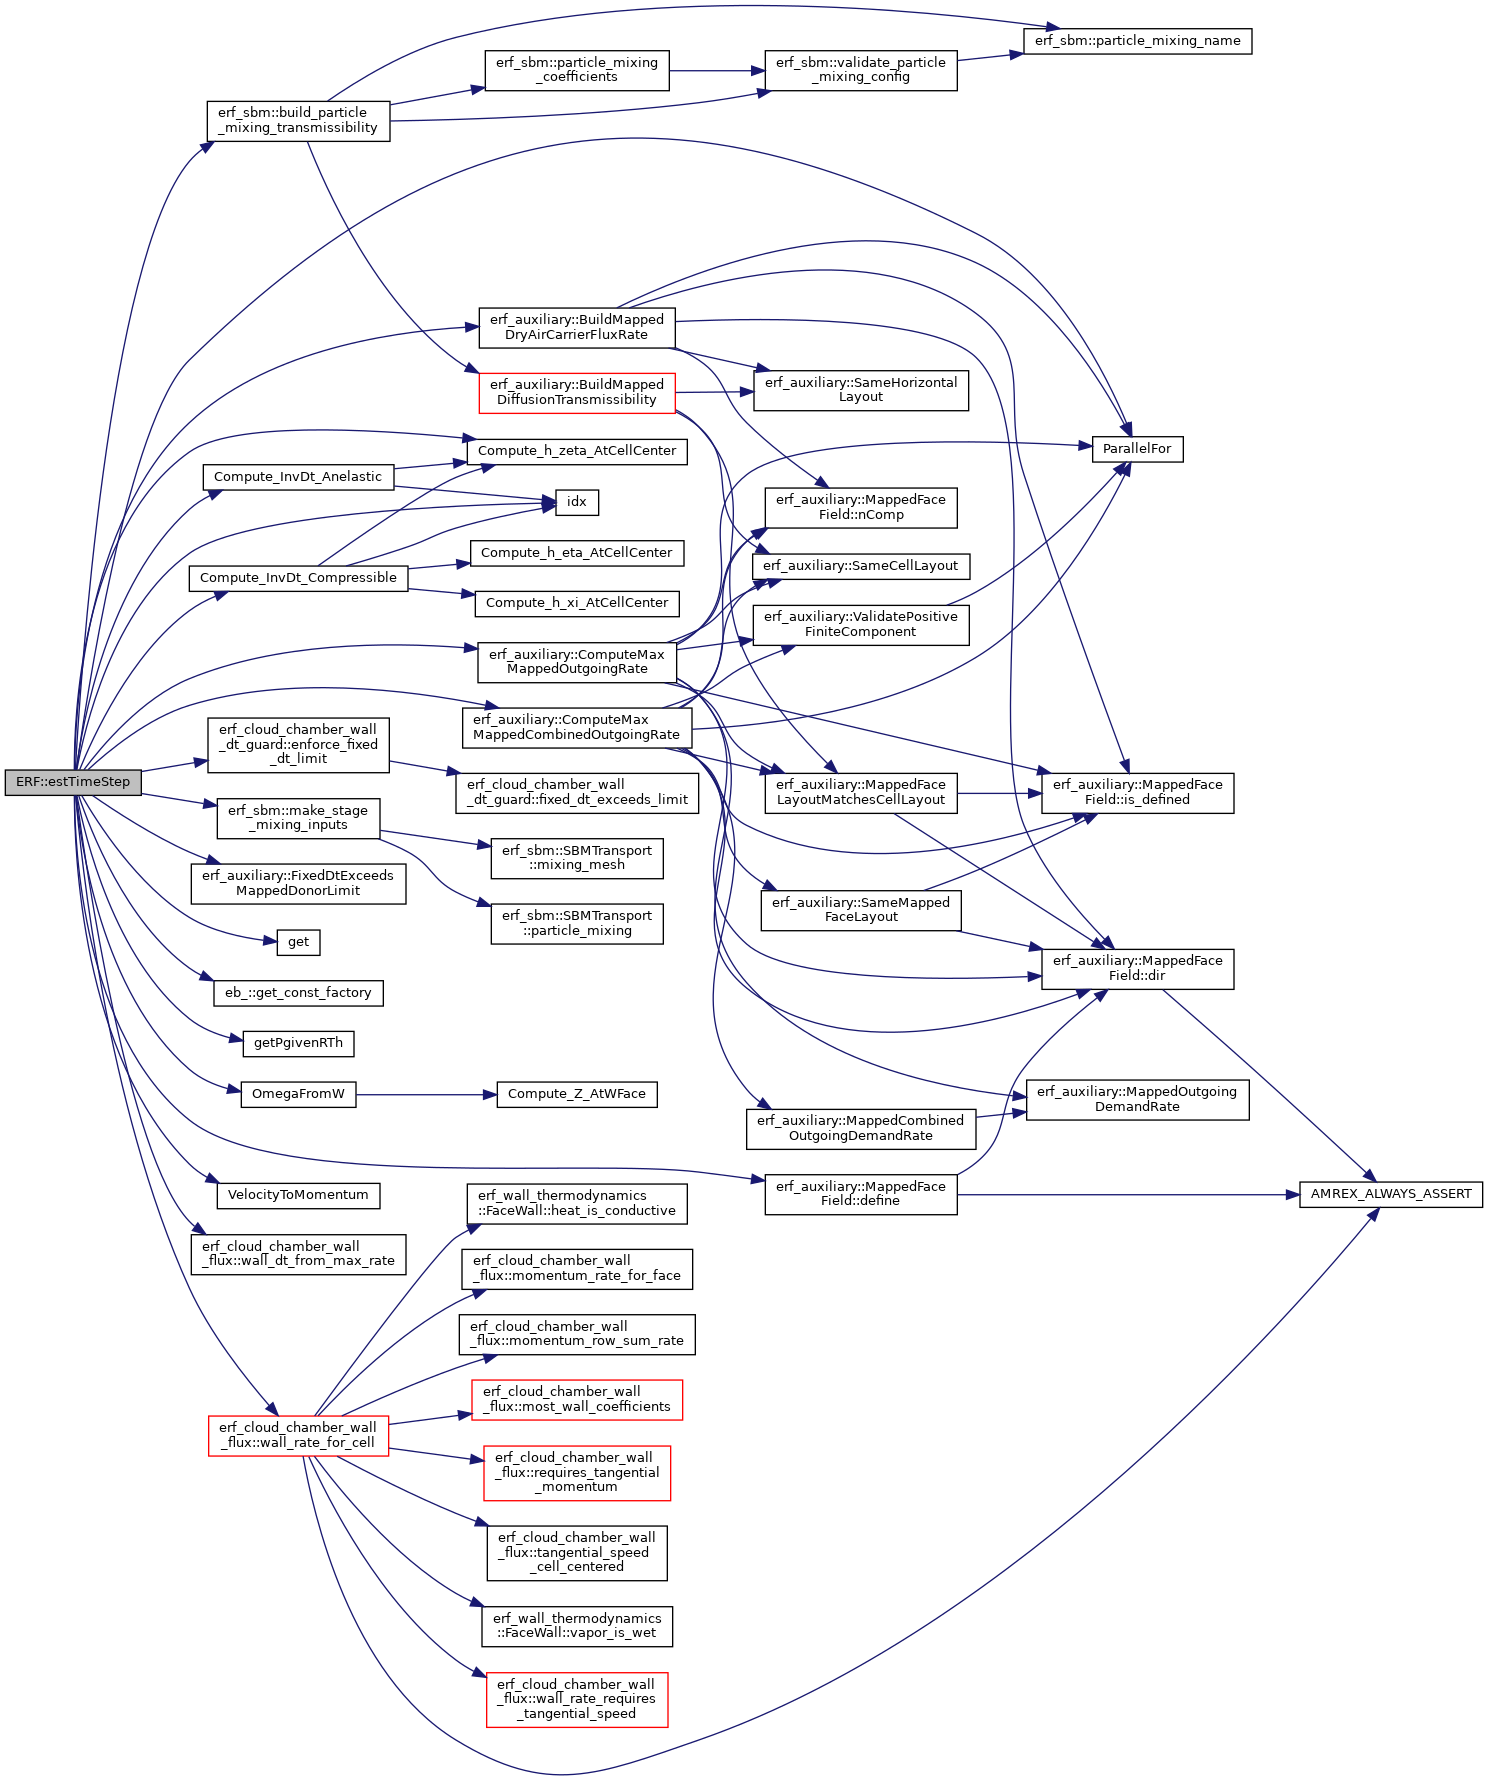 erf_sbm::particle_mixing_name
erf_sbm::particle_mixing
_coefficients
erf_sbm::validate_particle
_mixing_config
erf_sbm::build_particle
_mixing_transmissibility
erf_auxiliary::BuildMapped
DryAirCarrierFluxRate
erf_auxiliary::BuildMapped
DiffusionTransmissibility
erf_auxiliary::SameHorizontal
Layout
Compute_h_zeta_AtCellCenter
ParallelFor
Compute_InvDt_Anelastic
idx
erf_auxiliary::MappedFace
Field::nComp
Compute_h_eta_AtCellCenter
erf_auxiliary::SameCellLayout
Compute_InvDt_Compressible
Compute_h_xi_AtCellCenter
erf_auxiliary::ValidatePositive
FiniteComponent
erf_auxiliary::ComputeMax
MappedOutgoingRate
erf_auxiliary::ComputeMax
MappedCombinedOutgoingRate
erf_cloud_chamber_wall
_dt_guard::enforce_fixed
_dt_limit
ERF::estTimeStep
erf_cloud_chamber_wall
_dt_guard::fixed_dt_exceeds_limit
erf_auxiliary::MappedFace
LayoutMatchesCellLayout
erf_auxiliary::MappedFace
Field::is_defined
erf_sbm::make_stage
_mixing_inputs
erf_sbm::SBMTransport
::mixing_mesh
erf_auxiliary::FixedDtExceeds
MappedDonorLimit
erf_sbm::SBMTransport
::particle_mixing
erf_auxiliary::SameMapped
FaceLayout
get
erf_auxiliary::MappedFace
Field::dir
eb_::get_const_factory
getPgivenRTh
OmegaFromW
Compute_Z_AtWFace
erf_auxiliary::MappedOutgoing
DemandRate
erf_auxiliary::MappedCombined
OutgoingDemandRate
VelocityToMomentum
erf_auxiliary::MappedFace
Field::define
AMREX_ALWAYS_ASSERT
erf_wall_thermodynamics
::FaceWall::heat_is_conductive
erf_cloud_chamber_wall
_flux::wall_dt_from_max_rate
erf_cloud_chamber_wall
_flux::momentum_rate_for_face
erf_cloud_chamber_wall
_flux::momentum_row_sum_rate
erf_cloud_chamber_wall
_flux::most_wall_coefficients
erf_cloud_chamber_wall
_flux::wall_rate_for_cell
erf_cloud_chamber_wall
_flux::requires_tangential
_momentum
erf_cloud_chamber_wall
_flux::tangential_speed
_cell_centered
erf_wall_thermodynamics
::FaceWall::vapor_is_wet
erf_cloud_chamber_wall
_flux::wall_rate_requires
_tangential_speed